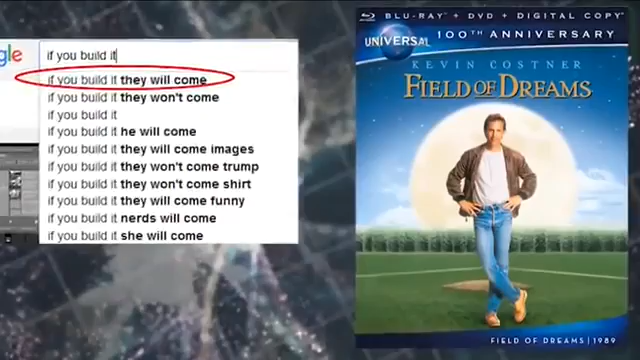 gle
if you build it
if you build it they will come
if you build it they won't come
if you build it
if you build it he will come
if you build it they will come images
if you build it they won't come trump
if you build it they won't come shirt
if you build it they will come funny
if you build it nerds will come
if you build it she will come
BLU-RAY + DVD + DIGITAL COPY
UNIVERSAL 100TH ANNIVERSARY
KEVIN COSTNER
FIELD OF DREAMS
FIELD OF DREAMS | 1989